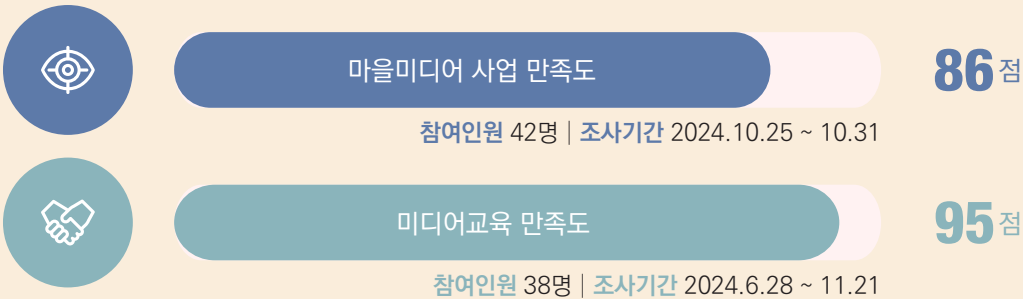 마을미디어 사업 만족도
86점
참여인원 42명 | 조사기간 2024.10.25 ~ 10.31
미디어교육 만족도
95점
참여인원 38명 | 조사기간 2024.6.28 ~ 11.21